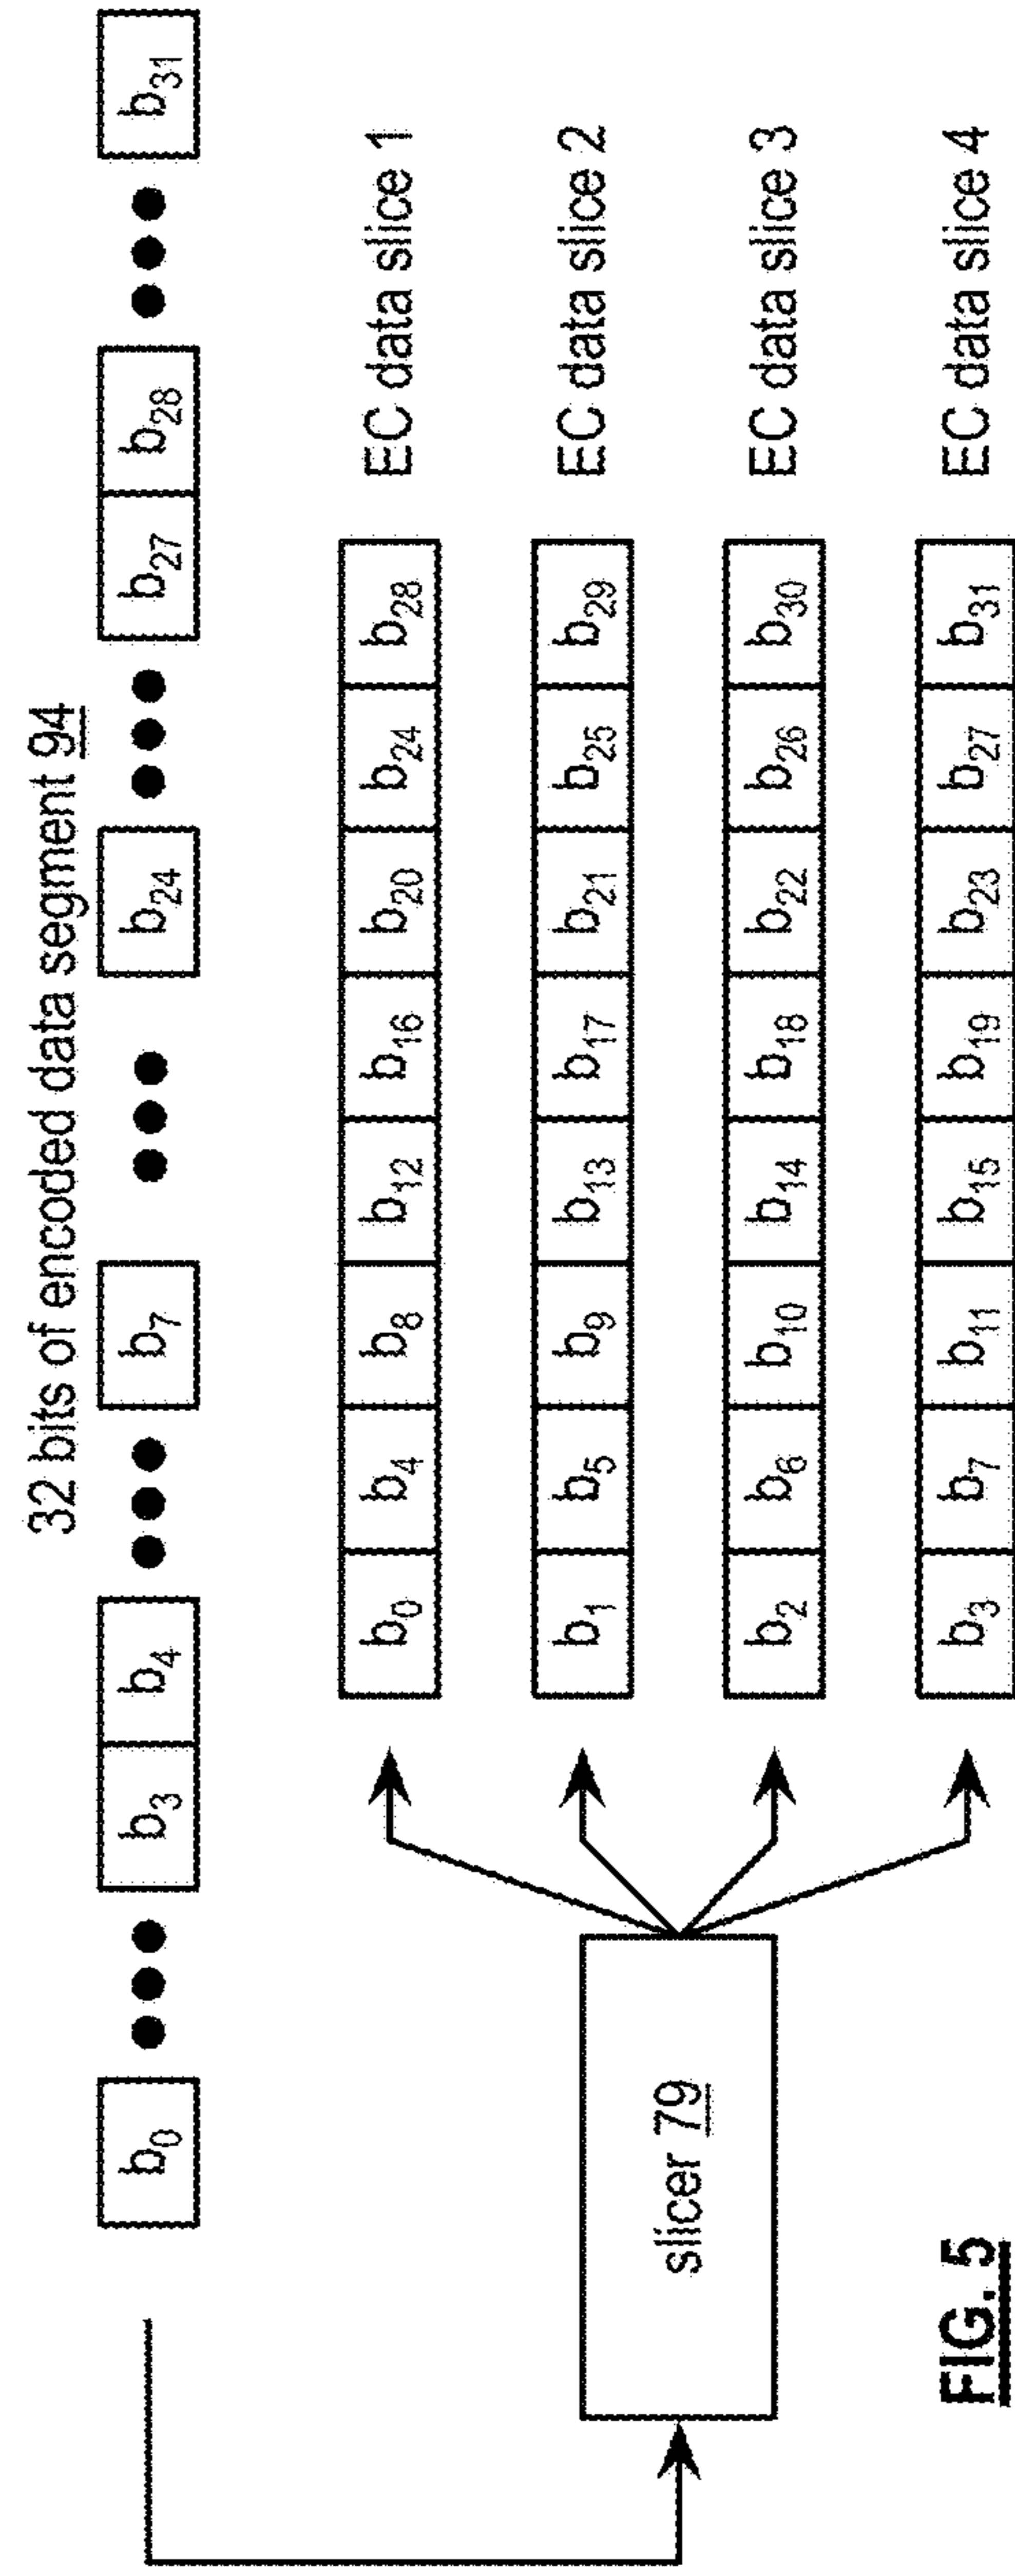 32 bits of encoded data segment 94
b0 ••• b3 b4 ••• b7 ••• b24 ••• b27 b28 ••• b31
b0 b4 b8 b12 b16 b20 b24 b28 EC data slice 1
b1 b5 b9 b13 b17 b21 b25 b29 EC data slice 2
slicer 79
b2 b6 b10 b14 b18 b22 b26 b30 EC data slice 3
b3 b7 b11 b15 b19 b23 b27 b31 EC data slice 4
FIG. 5